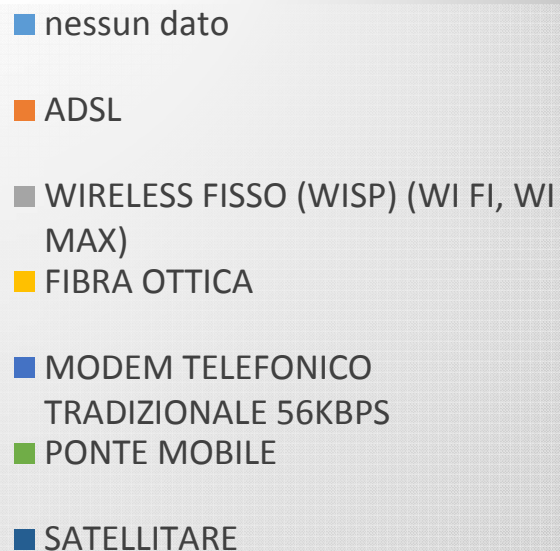 nessun dato
ADSL
WIRELESS FISSO (WISP) (WI FI, WI
MAX)
FIBRA OTTICA
MODEM TELEFONICO
TRADIZIONALE 56KBPS
PONTE MOBILE
SATELLITARE